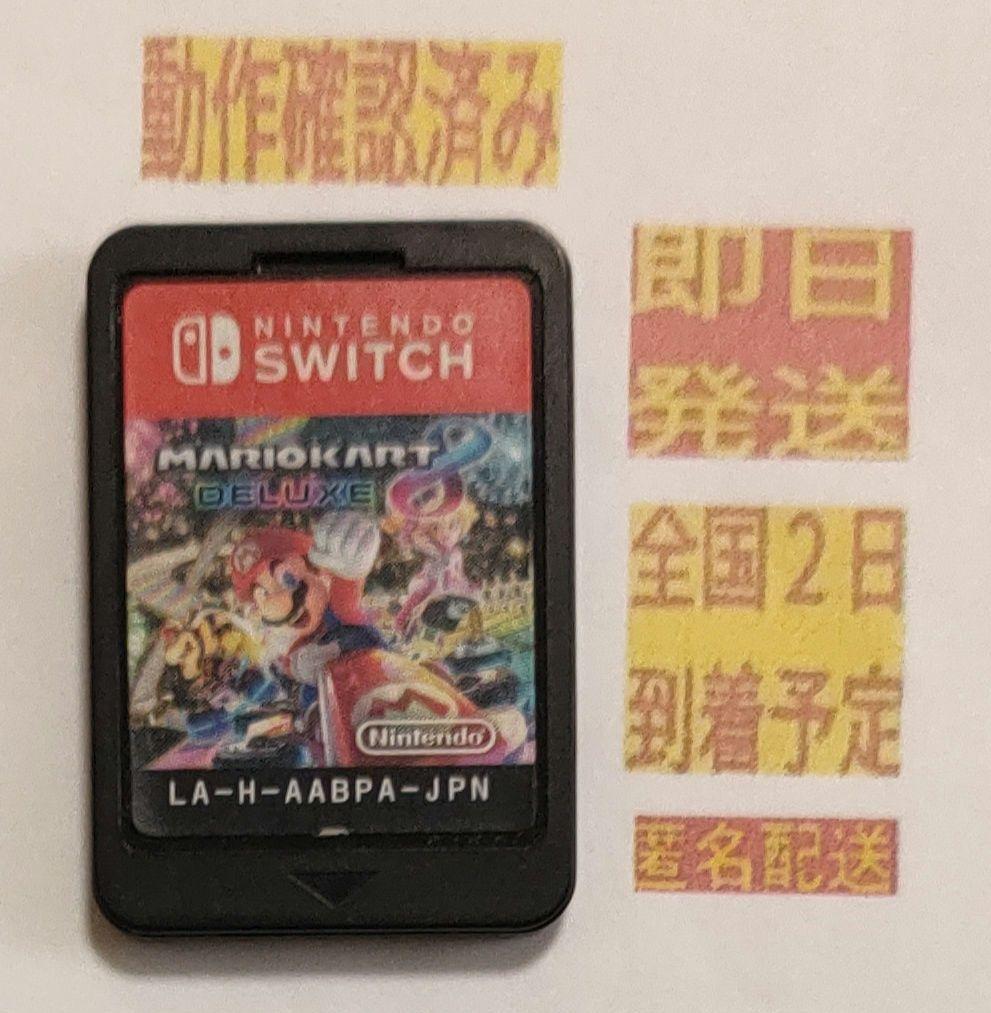 動作確認済み
NINTENDO
SWITCH
MARIOKART 8
DELUXE
Nintendo
LA-H-AABPA-JPN
即日
発送
全国2日
到着予定
匿名配送